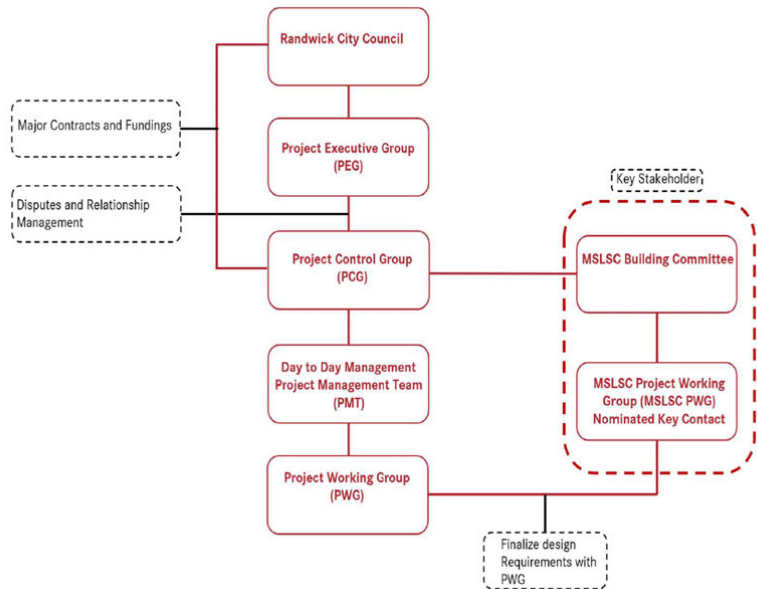 Randwick City Council
Major Contracts and Fundings
Project Executive Group
(PEG)
Key Stakeholder
Disputes and Relationship
Management
Project Control Group
(PCG)
MSLSC Building Committee
Day to Day Management
Project Management Team
(PMT)
MSLSC Project Working
Group (MSLSC PWG)
Nominated Key Contact
Project Working Group
(PWG)
Finalize design
Requirements with
PWG